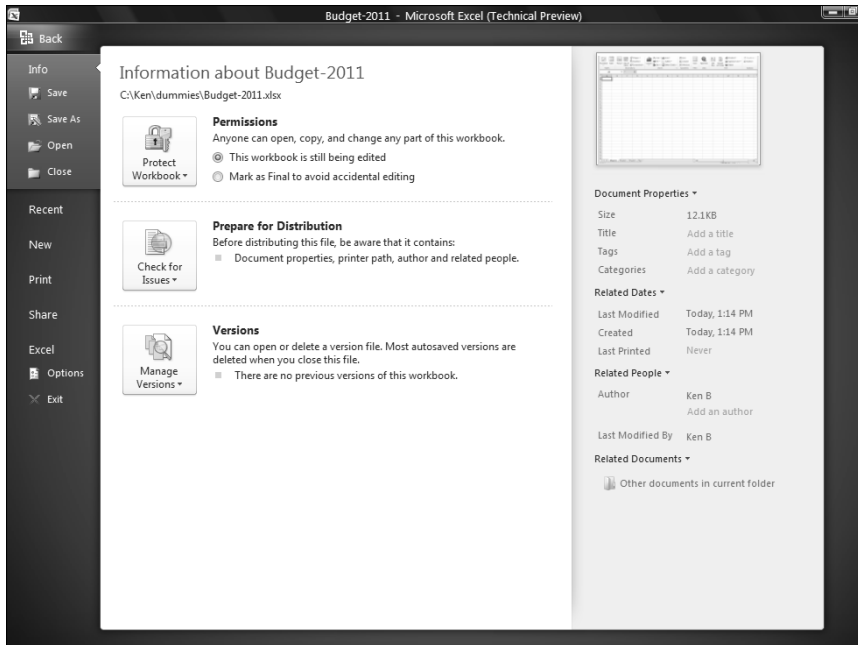 Budget-2011 - Microsoft Excel (Technical Preview)
Back
Info
Save
Save As
Open
Close
Recent
New
Print
Share
Excel
Options
Exit
Information about Budget-2011
C:\Ken\dummies\Budget-2011.xlsx
Protect
Workbook
Permissions
Anyone can open, copy, and change any part of this workbook.
This workbook is still being edited
Mark as Final to avoid accidental editing
Check for
Issues
Prepare for Distribution
Before distributing this file, be aware that it contains:
Document properties, printer path, author and related people.
Manage
Versions
Versions
You can open or delete a version file. Most autosaved versions are
deleted when you close this file.
There are no previous versions of this workbook.
Document Properties
Size 12.1KB
Title Add a title
Tags Add a tag
Categories Add a category
Related Dates
Last Modified Today, 1:14 PM
Created Today, 1:14 PM
Last Printed Never
Related People
Author Ken B
Add an author
Last Modified By Ken B
Related Documents
Other documents in current folder